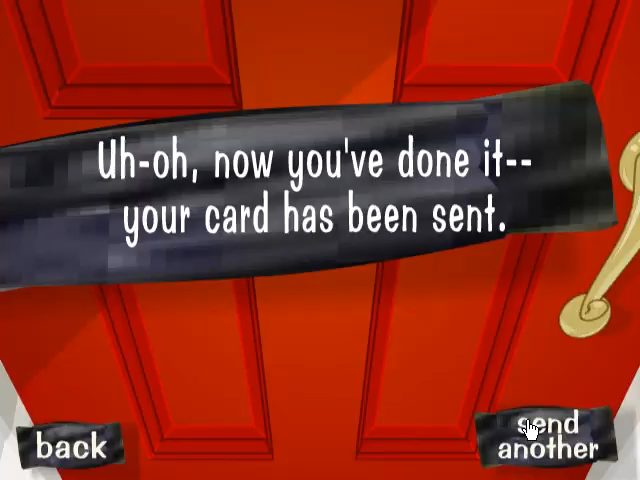 Uh-oh, now you've done it--
your card has been sent.
back
send
another